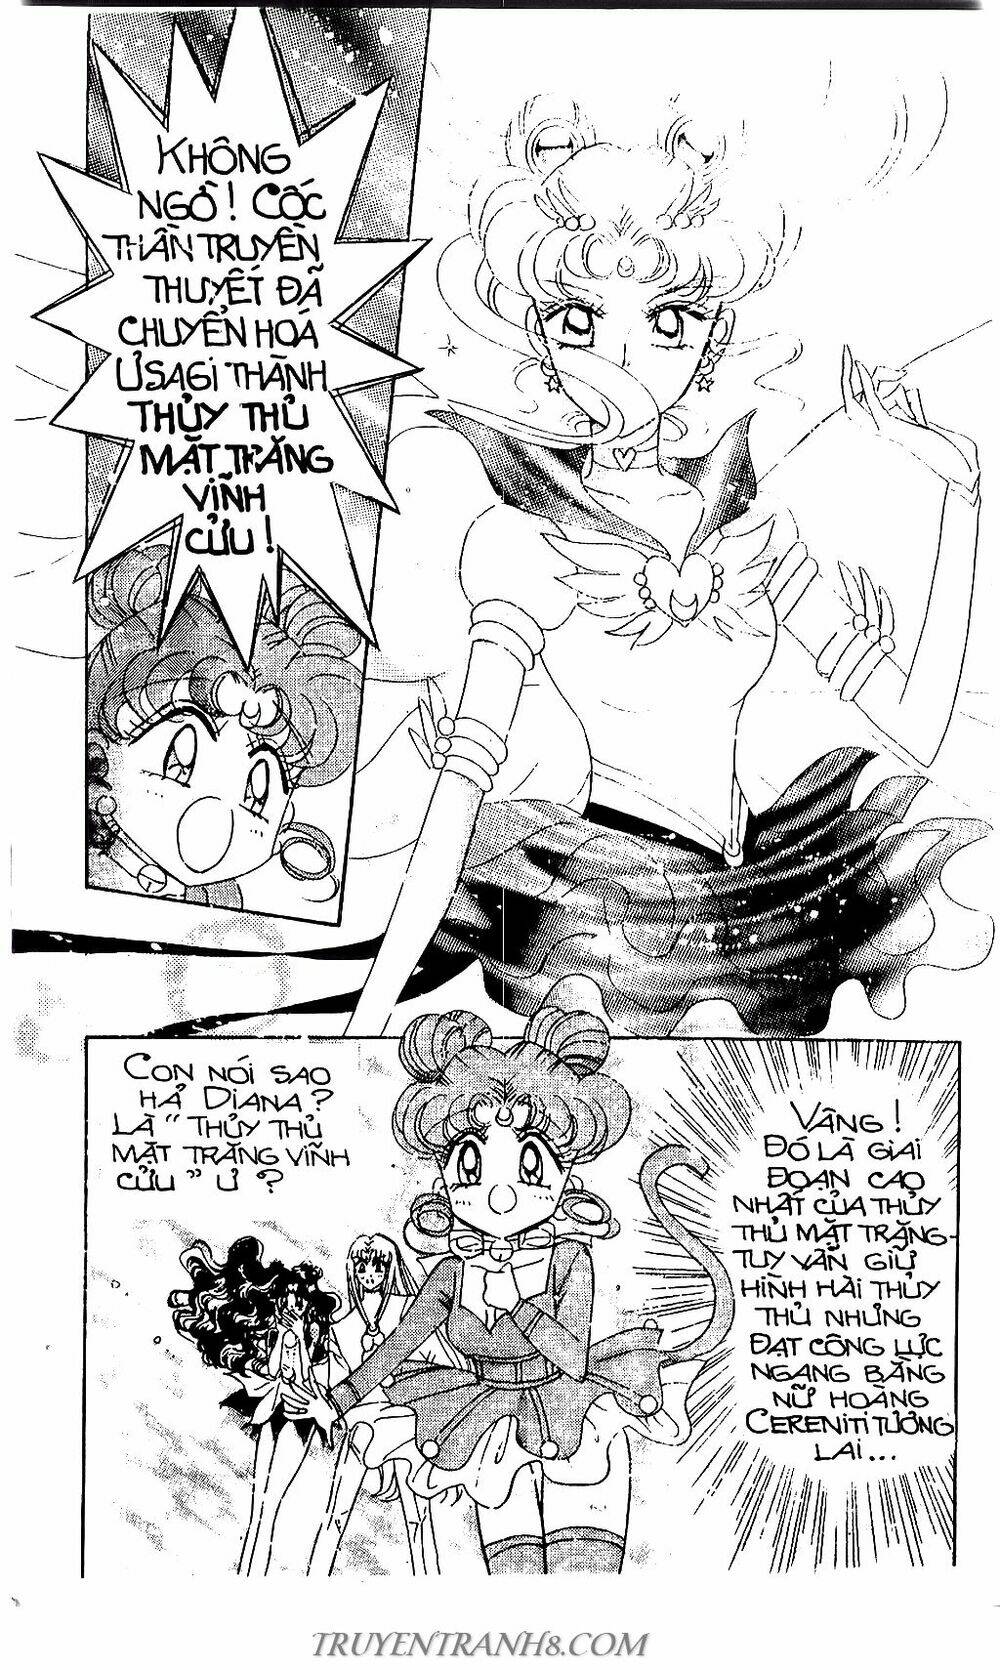 KHÔNG
NGỜ! CỐC
THẦN TRUYỀN
THUYẾT ĐÃ
CHUYỂN HOÁ
USAGI THÀNH
THỦY THỦ
MẶT TRĂNG
VĨNH
CỬU!
CON NÓI SAO
HẢ DIANA?
LÀ "THỦY THỦ
MẶT TRĂNG VĨNH
CỬU" Ư?
VÂNG!
ĐÓ LÀ GIAI
ĐOẠN CAO
NHẤT CỦA THỦY
THỦ MẶT TRĂNG-
TUY VẪN GIỮ
HÌNH HÀI THỦY
THỦ NHƯNG
ĐẠT CÔNG LỰC
NGANG BẰNG
NỮ HOÀNG
CERENITI TƯƠNG
LAI...
TRUYENTRANH8.COM